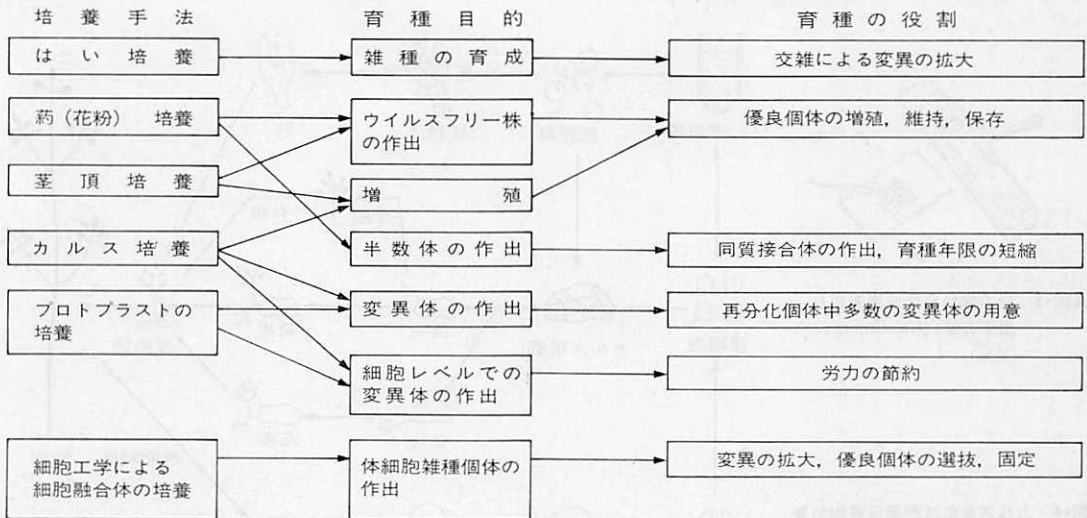 培養手法 育種目的 育種の役割
はい培養 雑種の育成 交雑による変異の拡大
葯(花粉)培養 ウイルスフリー株の作出 優良個体の増殖,維持,保存
茎頂培養 増殖
カルス培養 半数体の作出 同質接合体の作出,育種年限の短縮
プロトプラストの培養 変異体の作出 再分化個体中多数の変異体の用意
細胞レベルでの変異体の作出 労力の節約
細胞工学による細胞融合体の培養 体細胞雑種個体の作出 変異の拡大,優良個体の選抜,固定